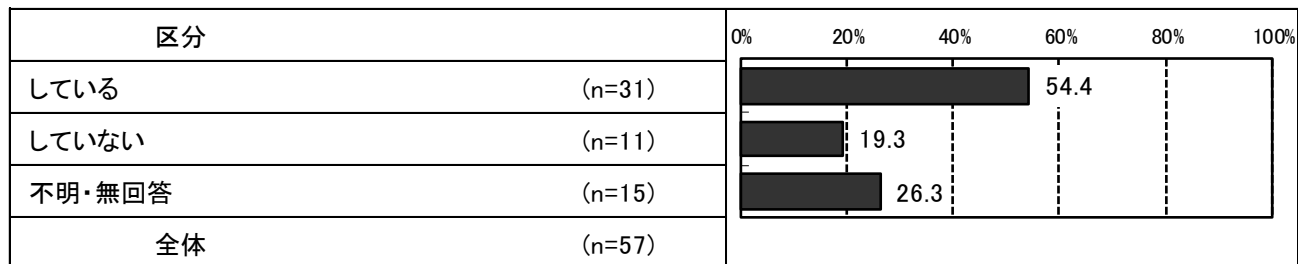 区分 0% 20% 40% 60% 80% 100%
している (n=31) 54.4
していない (n=11) 19.3
不明・無回答 (n=15) 26.3
全体 (n=57)